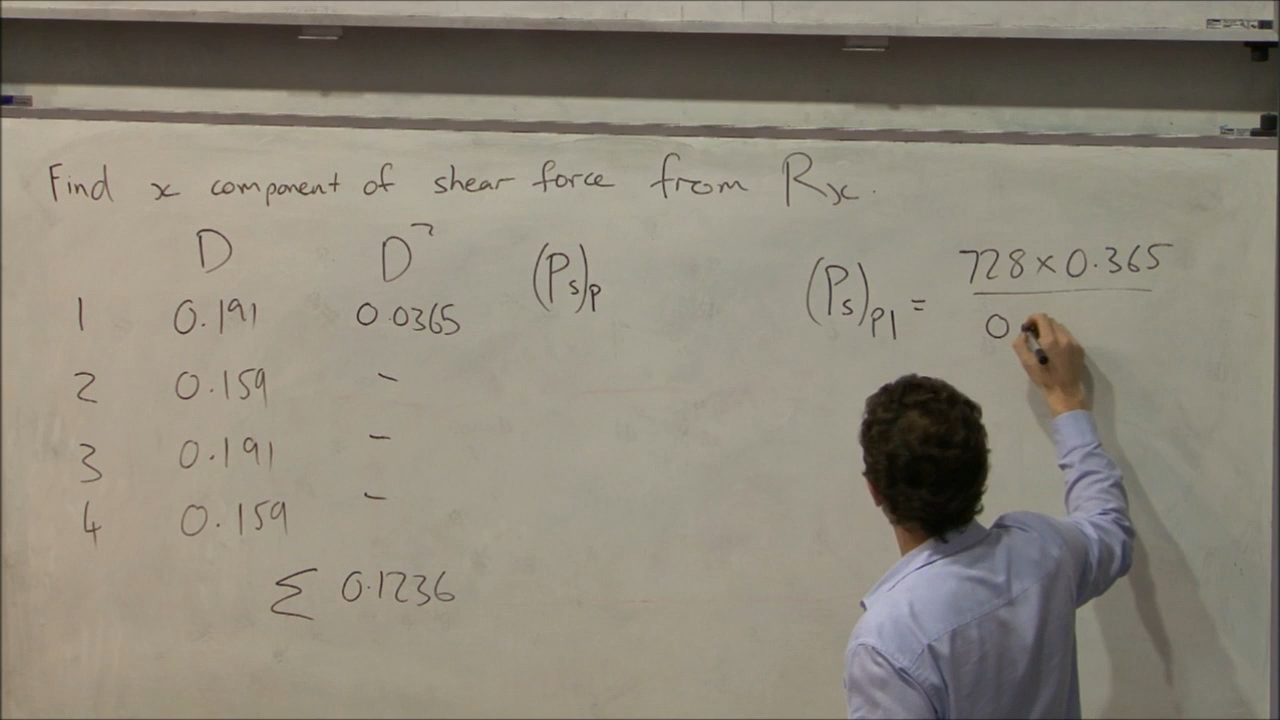 Find x component of shear force from Rx.
D D² (Ps)p
1 0.191 0.0365
2 0.159 -
3 0.191 -
4 0.159 -
Σ 0.1236
(Ps)p1 = 728 × 0.365
0